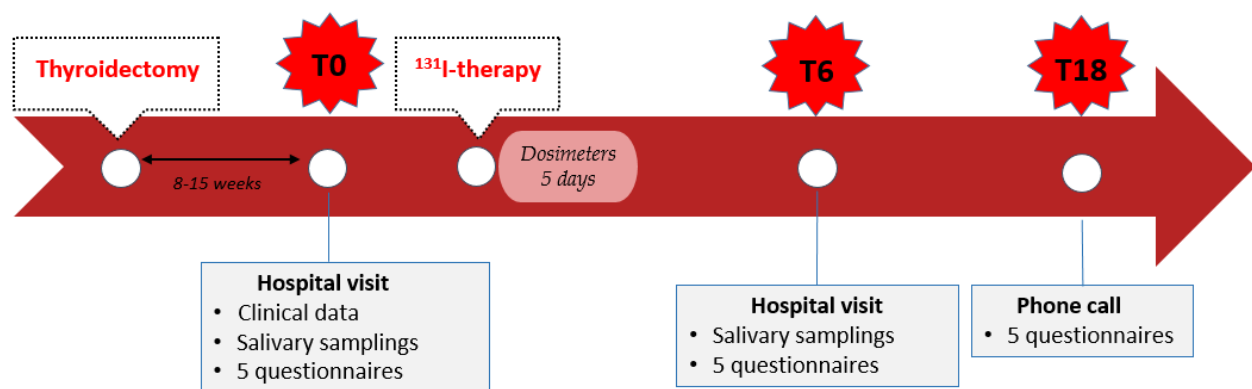 Thyroidectomy
T0
¹³¹I-therapy
T6
T18
8-15 weeks
Dosimeters
5 days
Hospital visit
• Clinical data
• Salivary samplings
• 5 questionnaires
Hospital visit
• Salivary samplings
• 5 questionnaires
Phone call
• 5 questionnaires